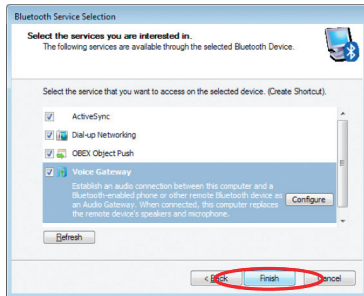 Bluetooth Service Selection
Select the services you are interested in.
The following services are available through the selected Bluetooth Device.
Select the service that you want to access on the selected device. (Create Shortcut).
ActiveSync
Dial-up Networking
OBEX Object Push
Voice Gateway
Establish an audio connection between this computer and a
Bluetooth-enabled phone or other remote Bluetooth device as
an Audio Gateway. When connected, this computer replaces
the remote device's speakers and microphone.
Configure
Refresh
< Back
Finish
Cancel